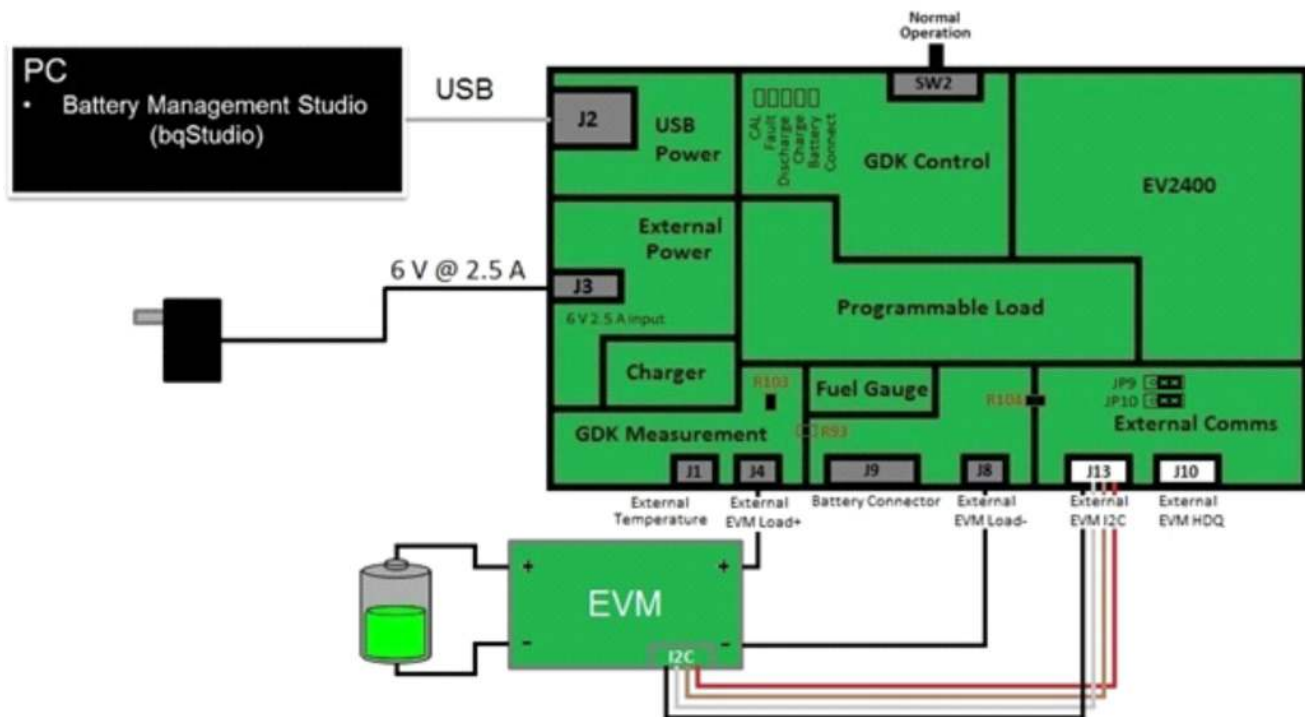 Normal
Operation
PC
• Battery Management Studio
(bqStudio)
USB
J2
USB
Power
CAL
Fault
Discharge
Charge
Battery
Connect
SW2
GDK Control
EV2400
External
Power
6 V @ 2.5 A
J3
6 V 2.5 A input
Programmable Load
Charger
R103
Fuel Gauge
R104
JP9
JP10
External Comms
GDK Measurement
R93
J1
J4
J9
J8
J13
J10
External
Temperature
External
EVM Load+
Battery Connector
External
EVM Load-
External
EVM I2C
External
EVM HDQ
+
+
EVM
-
-
I2C